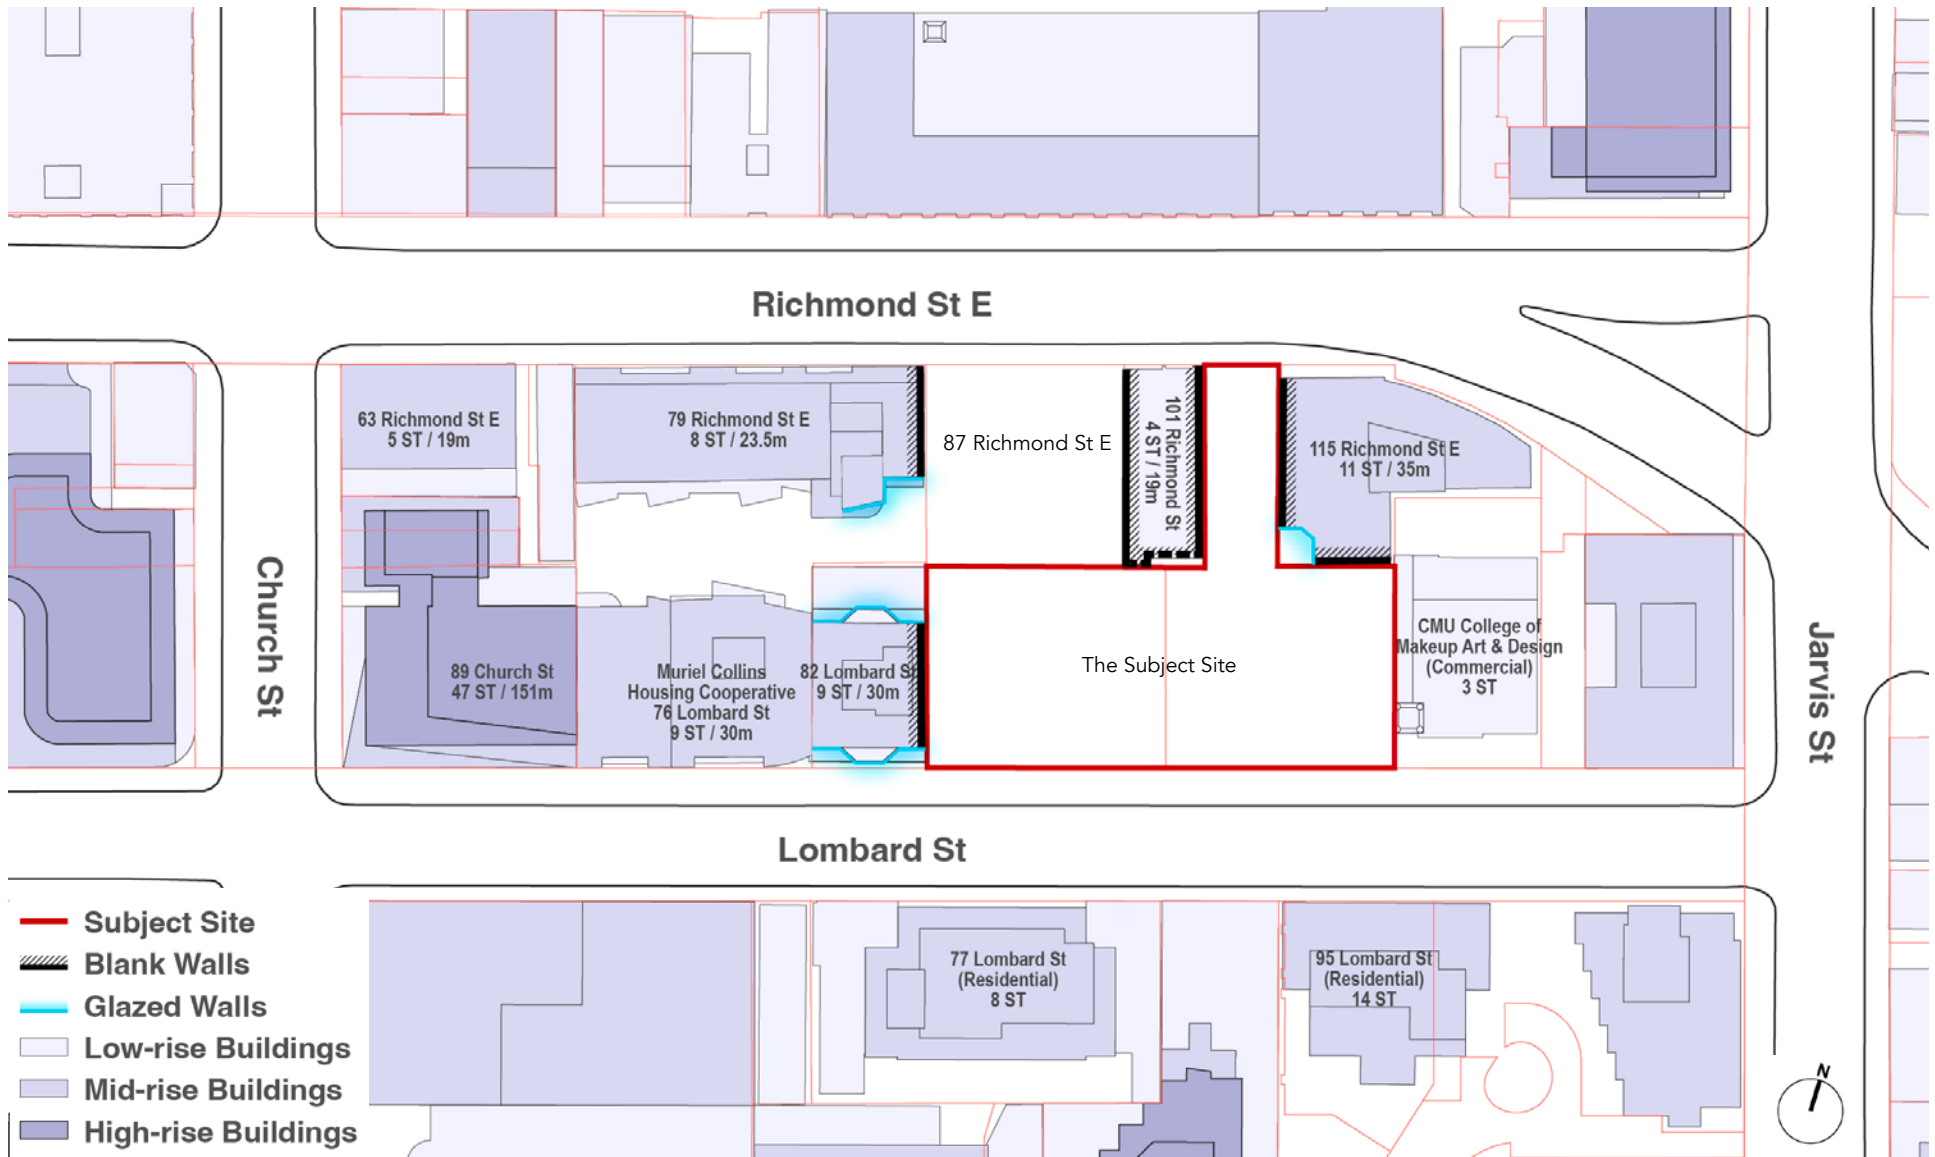 Richmond St E
63 Richmond St E
5 ST / 19m
79 Richmond St E
8 ST / 23.5m
87 Richmond St E
101 Richmond St
4 ST / 19m
115 Richmond St E
11 ST / 35m
Church St
89 Church St
47 ST / 151m
Muriel Collins
Housing Cooperative
76 Lombard St
9 ST / 30m
82 Lombard St
9 ST / 30m
The Subject Site
CMU College of
Makeup Art & Design
(Commercial)
3 ST
Jarvis St
Lombard St
77 Lombard St
(Residential)
8 ST
95 Lombard St
(Residential)
14 ST
Subject Site
Blank Walls
Glazed Walls
Low-rise Buildings
Mid-rise Buildings
High-rise Buildings
N